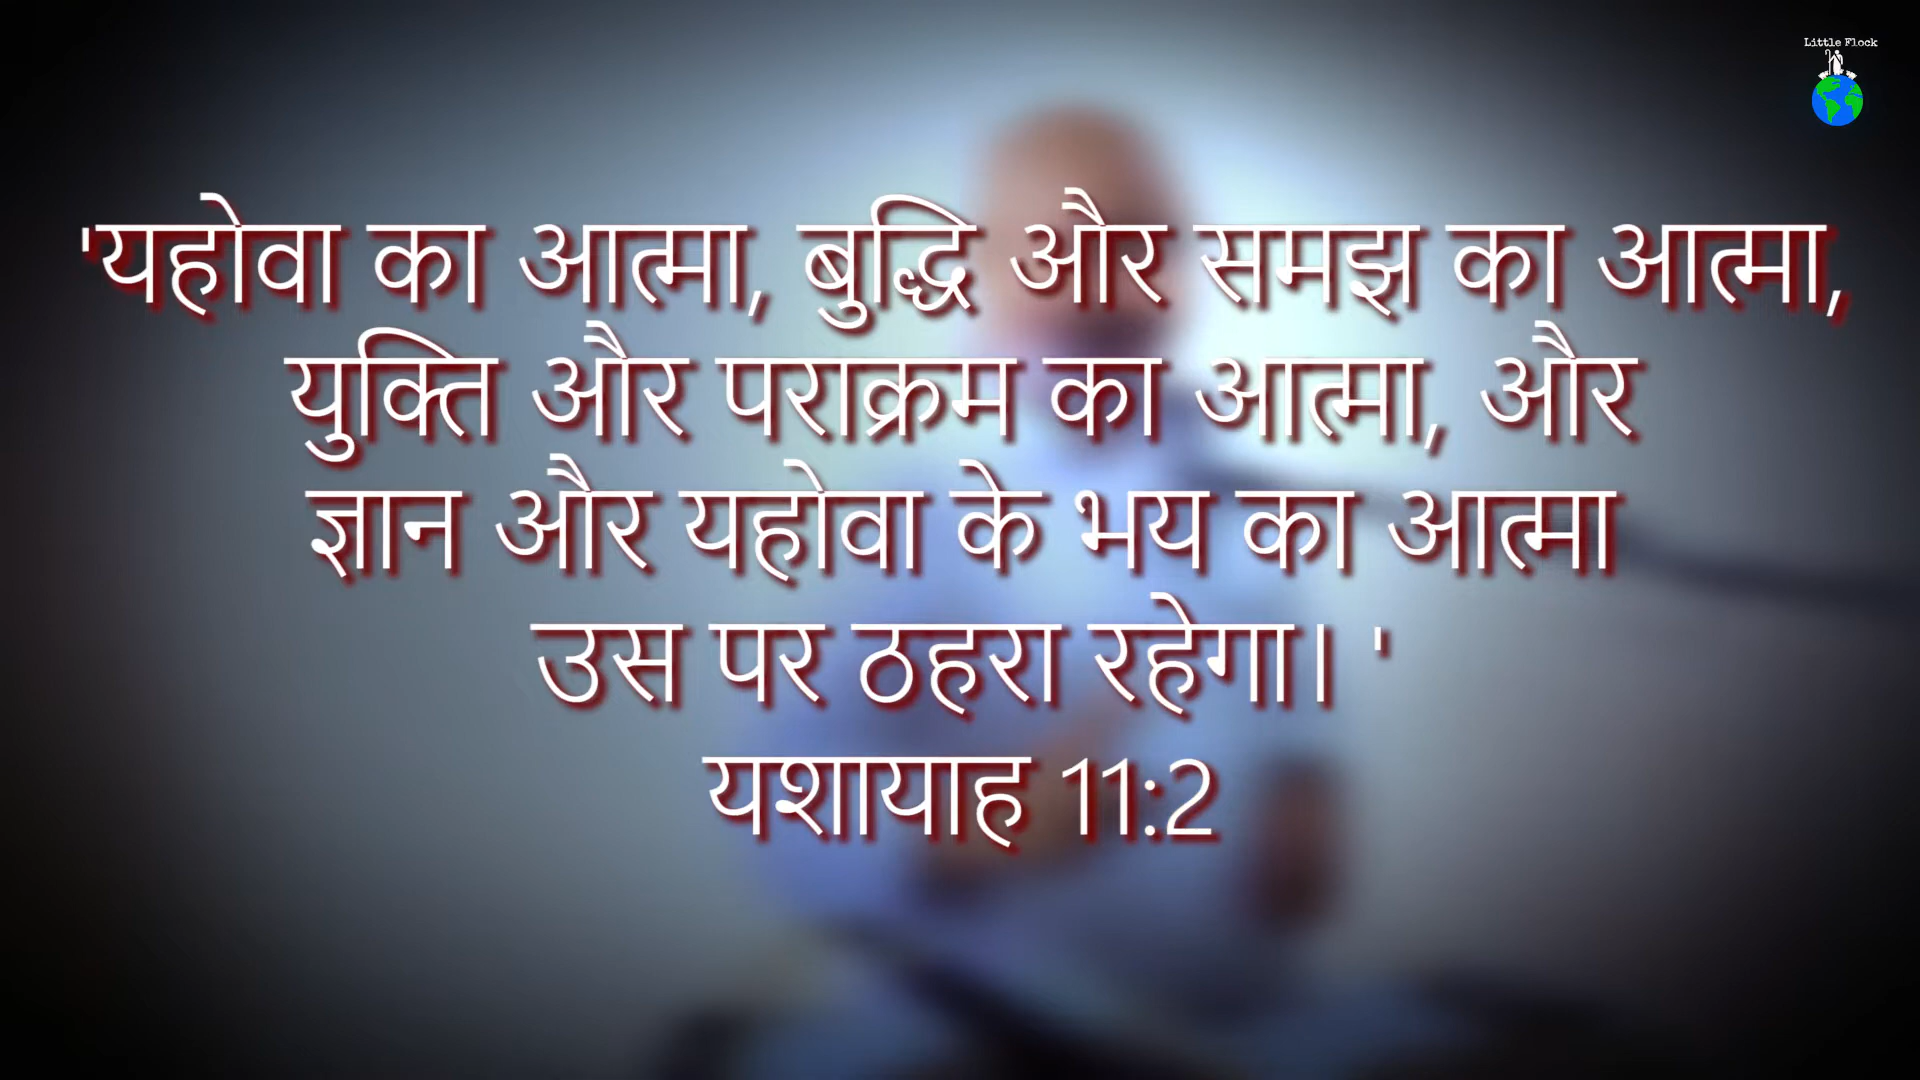 Little Flock
'यहोवा का आत्मा, बुद्धि और समझ का आत्मा,
युक्ति और पराक्रम का आत्मा, और
ज्ञान और यहोवा के भय का आत्मा
उस पर ठहरा रहेगा। '
यशायाह 11:2